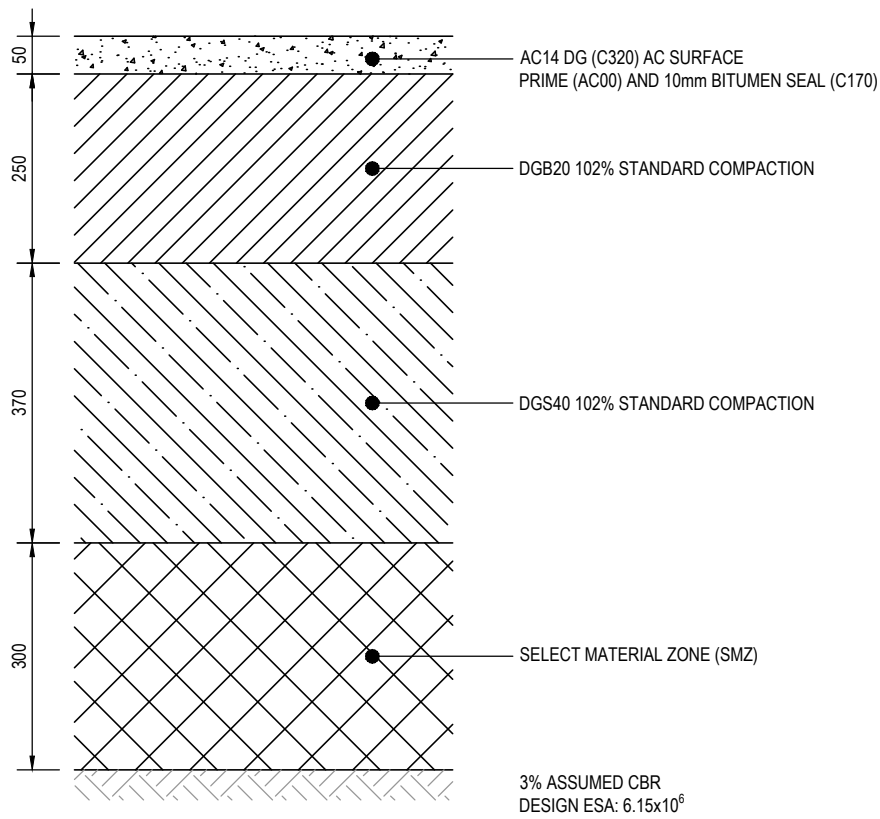 50
AC14 DG (C320) AC SURFACE
PRIME (AC00) AND 10mm BITUMEN SEAL (C170)
250
DGB20 102% STANDARD COMPACTION
370
DGS40 102% STANDARD COMPACTION
300
SELECT MATERIAL ZONE (SMZ)
3% ASSUMED CBR
DESIGN ESA: 6.15x10⁶